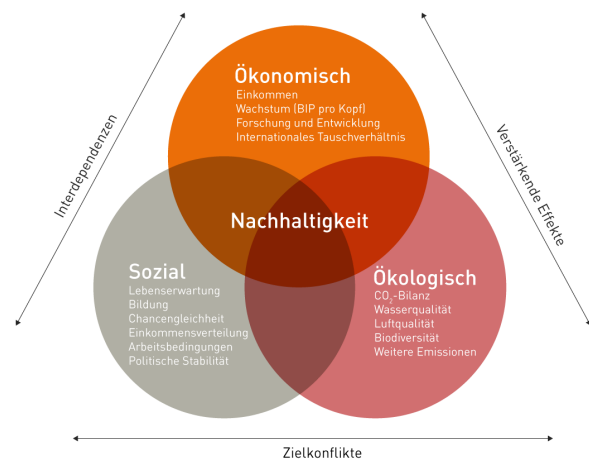 Ökonomisch
Einkommen
Wachstum (BIP pro Kopf)
Forschung und Entwicklung
Internationales Tauschverhältnis
Interdependenzen
Verstärkende Effekte
Nachhaltigkeit
Sozial
Lebenserwartung
Bildung
Chancengleichheit
Einkommensverteilung
Arbeitsbedingungen
Politische Stabilität
Ökologisch
CO₂-Bilanz
Wasserqualität
Luftqualität
Biodiversität
Weitere Emissionen
Zielkonflikte